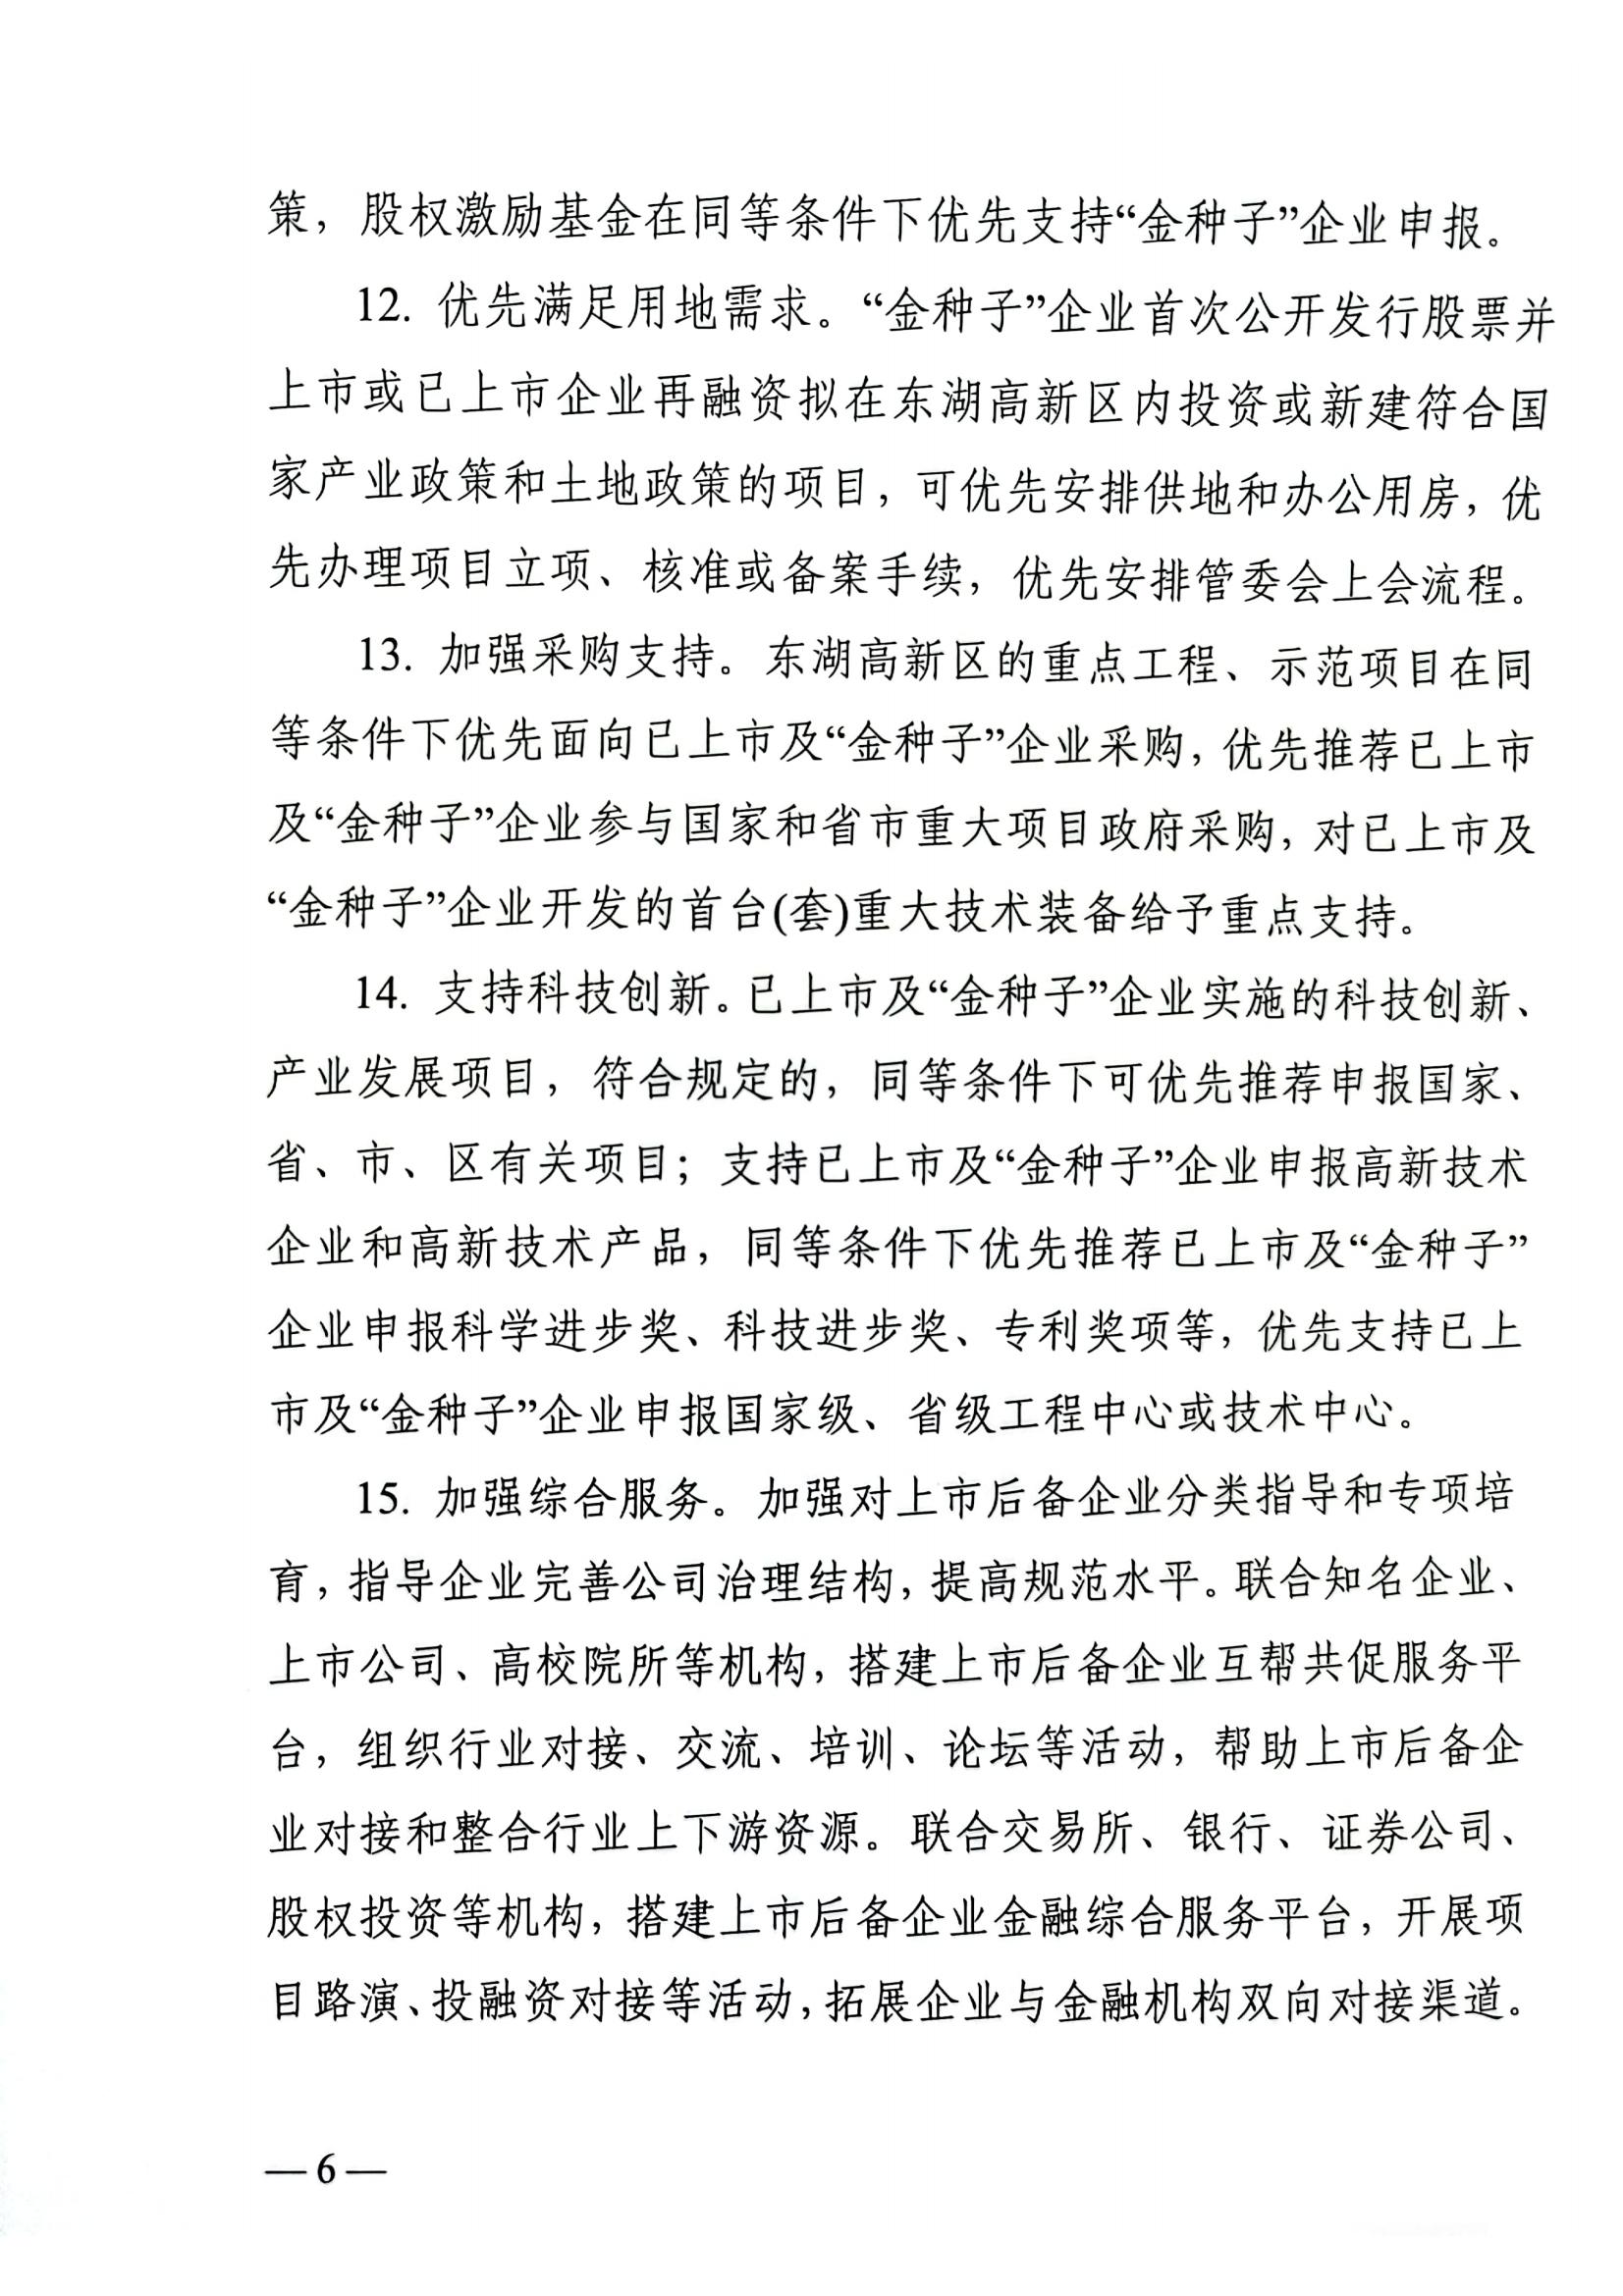 策，股权激励基金在同等条件下优先支持“金种子”企业申报。
12. 优先满足用地需求。“金种子”企业首次公开发行股票并
上市或已上市企业再融资拟在东湖高新区内投资或新建符合国
家产业政策和土地政策的项目，可优先安排供地和办公用房，优
先办理项目立项、核准或备案手续，优先安排管委会上会流程。
13. 加强采购支持。东湖高新区的重点工程、示范项目在同
等条件下优先面向已上市及“金种子”企业采购，优先推荐已上市
及“金种子”企业参与国家和省市重大项目政府采购，对已上市及
“金种子”企业开发的首台(套)重大技术装备给予重点支持。
14. 支持科技创新。已上市及“金种子”企业实施的科技创新、
产业发展项目，符合规定的，同等条件下可优先推荐申报国家、
省、市、区有关项目；支持已上市及“金种子”企业申报高新技术
企业和高新技术产品，同等条件下优先推荐已上市及“金种子”
企业申报科学进步奖、科技进步奖、专利奖项等，优先支持已上
市及“金种子”企业申报国家级、省级工程中心或技术中心。
15. 加强综合服务。加强对上市后备企业分类指导和专项培
育，指导企业完善公司治理结构，提高规范水平。联合知名企业、
上市公司、高校院所等机构，搭建上市后备企业互帮共促服务平
台，组织行业对接、交流、培训、论坛等活动，帮助上市后备企
业对接和整合行业上下游资源。联合交易所、银行、证券公司、
股权投资等机构，搭建上市后备企业金融综合服务平台，开展项
目路演、投融资对接等活动，拓展企业与金融机构双向对接渠道。
— 6 —